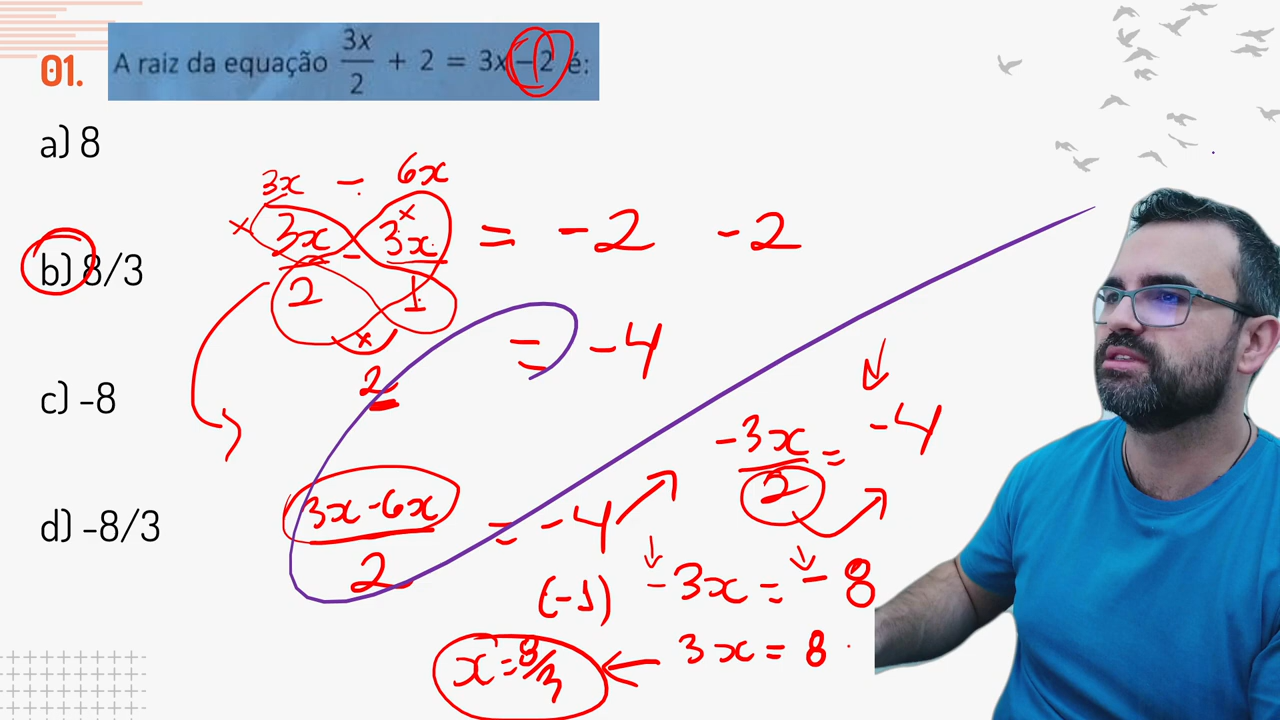 01. A raiz da equação 3x/2 + 2 = 3x - 2 é:
a) 8
b) 8/3
c) -8
d) -8/3
3x - 6x
3x/2 - 3x/1 = -2 -2
2 = -4
(3x-6x)/2 = -4
-3x/2 = -4
(-1) -3x = -8
3x = 8
x = 8/3